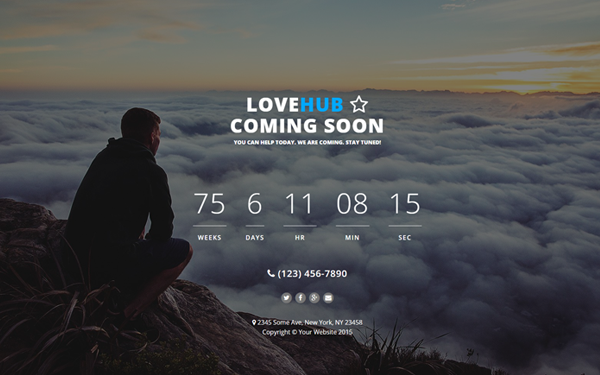 LOVEHUB
COMING SOON
YOU CAN HELP TODAY. WE ARE COMING. STAY TUNED!
75 6 11 08 15
WEEKS DAYS HR MIN SEC
(123) 456-7890
2345 Some Ave, New York, NY 23458
Copyright © Your Website 2015